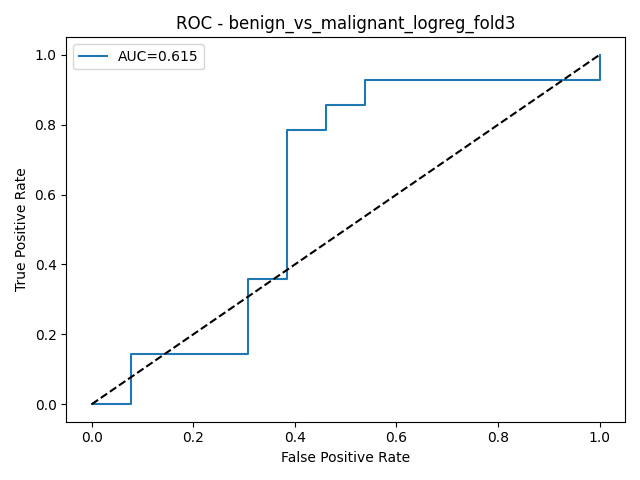 ROC - benign_vs_malignant_logreg_fold3
AUC=0.615
True Positive Rate
1.0
0.8
0.6
0.4
0.2
0.0
0.0 0.2 0.4 0.6 0.8 1.0
False Positive Rate